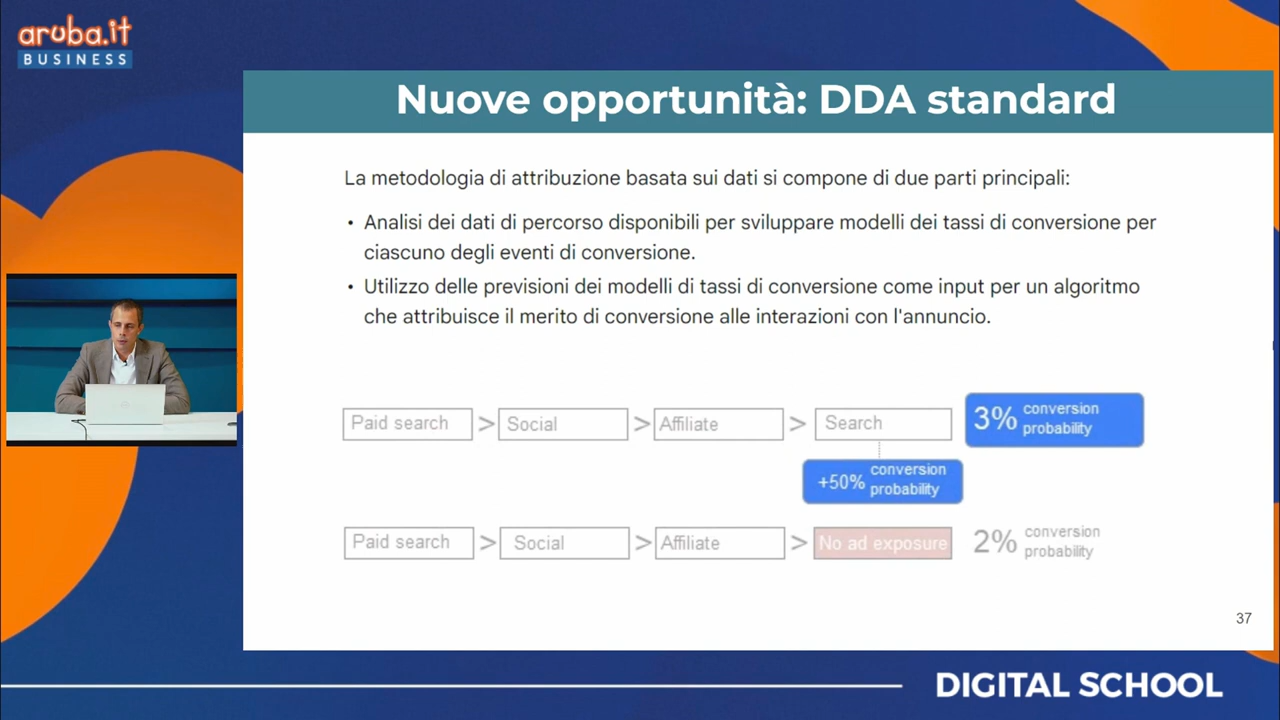 aruba.it
BUSINESS
Nuove opportunità: DDA standard
La metodologia di attribuzione basata sui dati si compone di due parti principali:
• Analisi dei dati di percorso disponibili per sviluppare modelli dei tassi di conversione per
ciascuno degli eventi di conversione.
• Utilizzo delle previsioni dei modelli di tassi di conversione come input per un algoritmo
che attribuisce il merito di conversione alle interazioni con l'annuncio.
Paid search > Social > Affiliate > Search 3% conversion
probability
+50% conversion
probability
Paid search > Social > Affiliate > No ad exposure 2% conversion
probability
37
DIGITAL SCHOOL